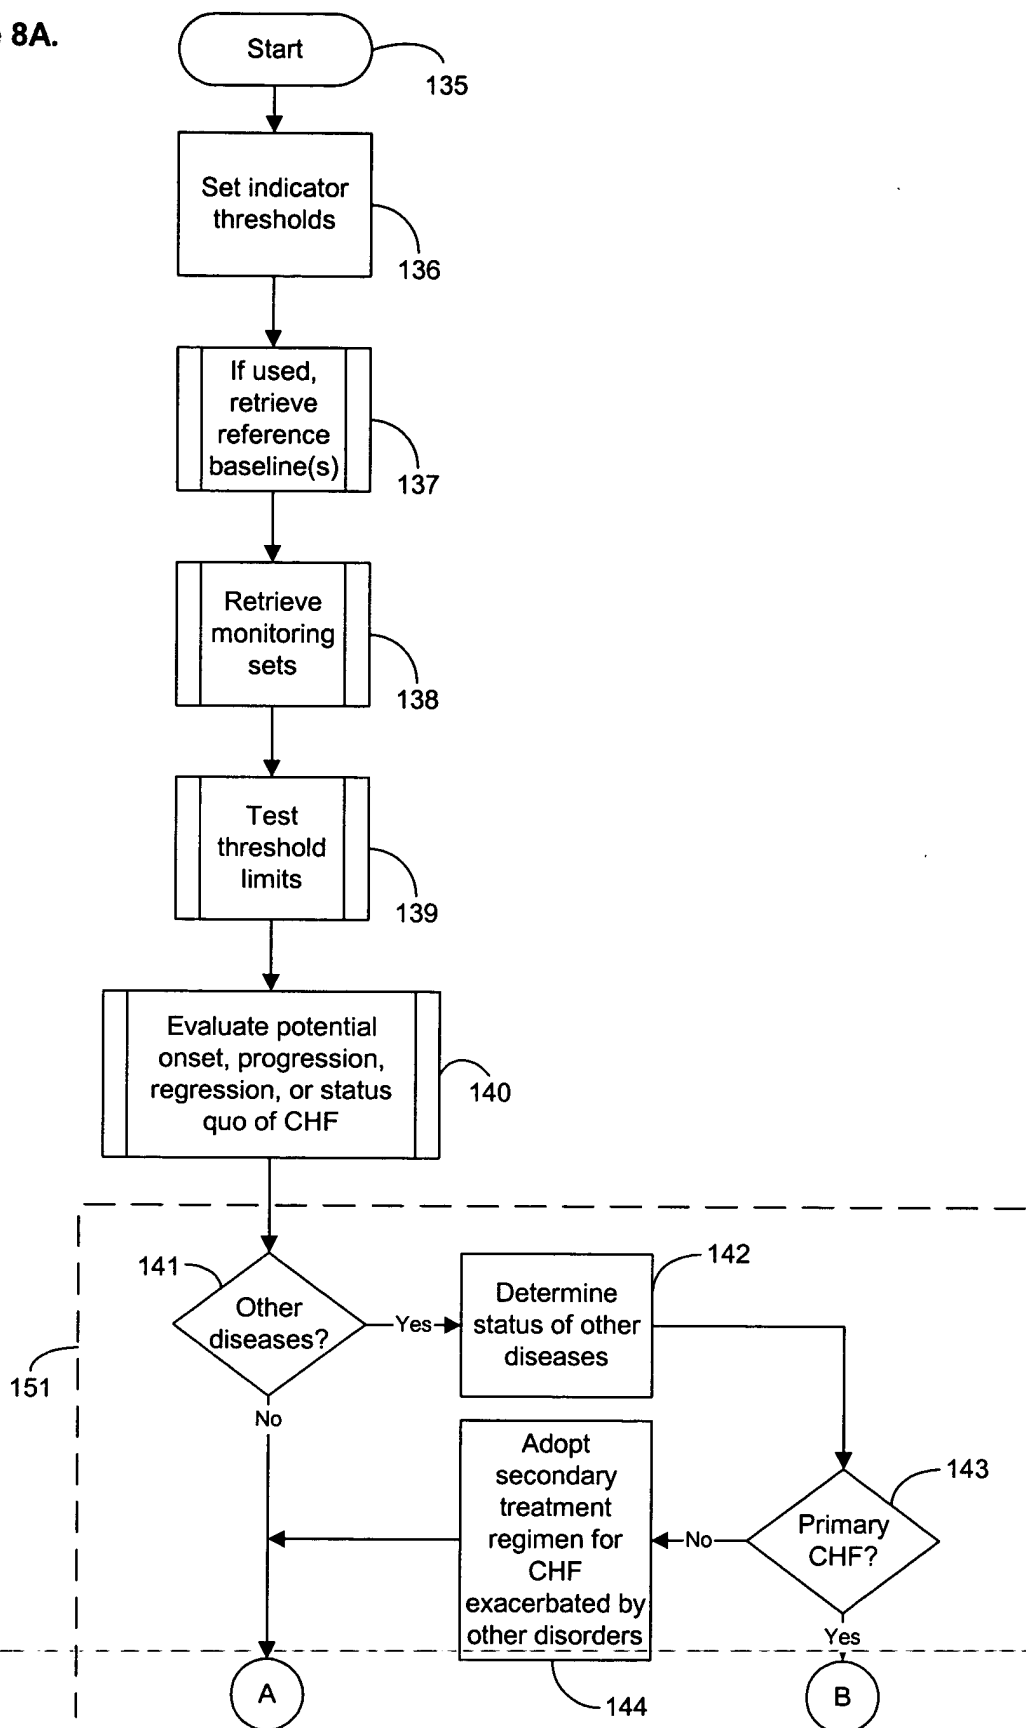 8A.
Start
135
Set indicator
thresholds
136
If used,
retrieve
reference
baseline(s)
137
Retrieve
monitoring
sets
138
Test
threshold
limits
139
Evaluate potential
onset, progression,
regression, or status
quo of CHF
140
141
Other
diseases?
Yes
142
Determine
status of other
diseases
151
No
Adopt
secondary
treatment
regimen for
CHF
exacerbated by
other disorders
144
No
143
Primary
CHF?
Yes
A
B